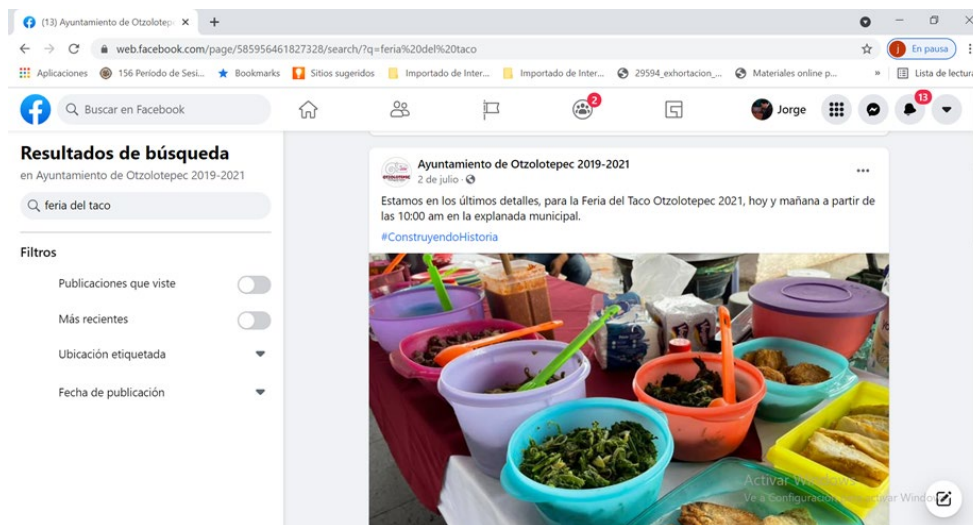 (13) Ayuntamiento de Otzolotep
web.facebook.com/page/585956461827328/search/?q=feria%20del%20taco
En pausa
Aplicaciones
156 Periodo de Sesi...
Bookmarks
Sitios sugeridos
Importado de Inter...
Importado de Inter...
29594_exhortacion_...
Materiales online p...
»
Lista de lectura
Buscar en Facebook
2
Jorge
13
Resultados de búsqueda
en Ayuntamiento de Otzolotepec 2019-2021
feria del taco
Filtros
Publicaciones que viste
Más recientes
Ubicación etiquetada
Fecha de publicación
Ayuntamiento de Otzolotepec 2019-2021
2 de julio ·
Estamos en los últimos detalles, para la Feria del Taco Otzolotepec 2021, hoy y mañana a partir de
las 10:00 am en la explanada municipal.
#ConstruyendoHistoria
Activar Windows
Ve a Configuración